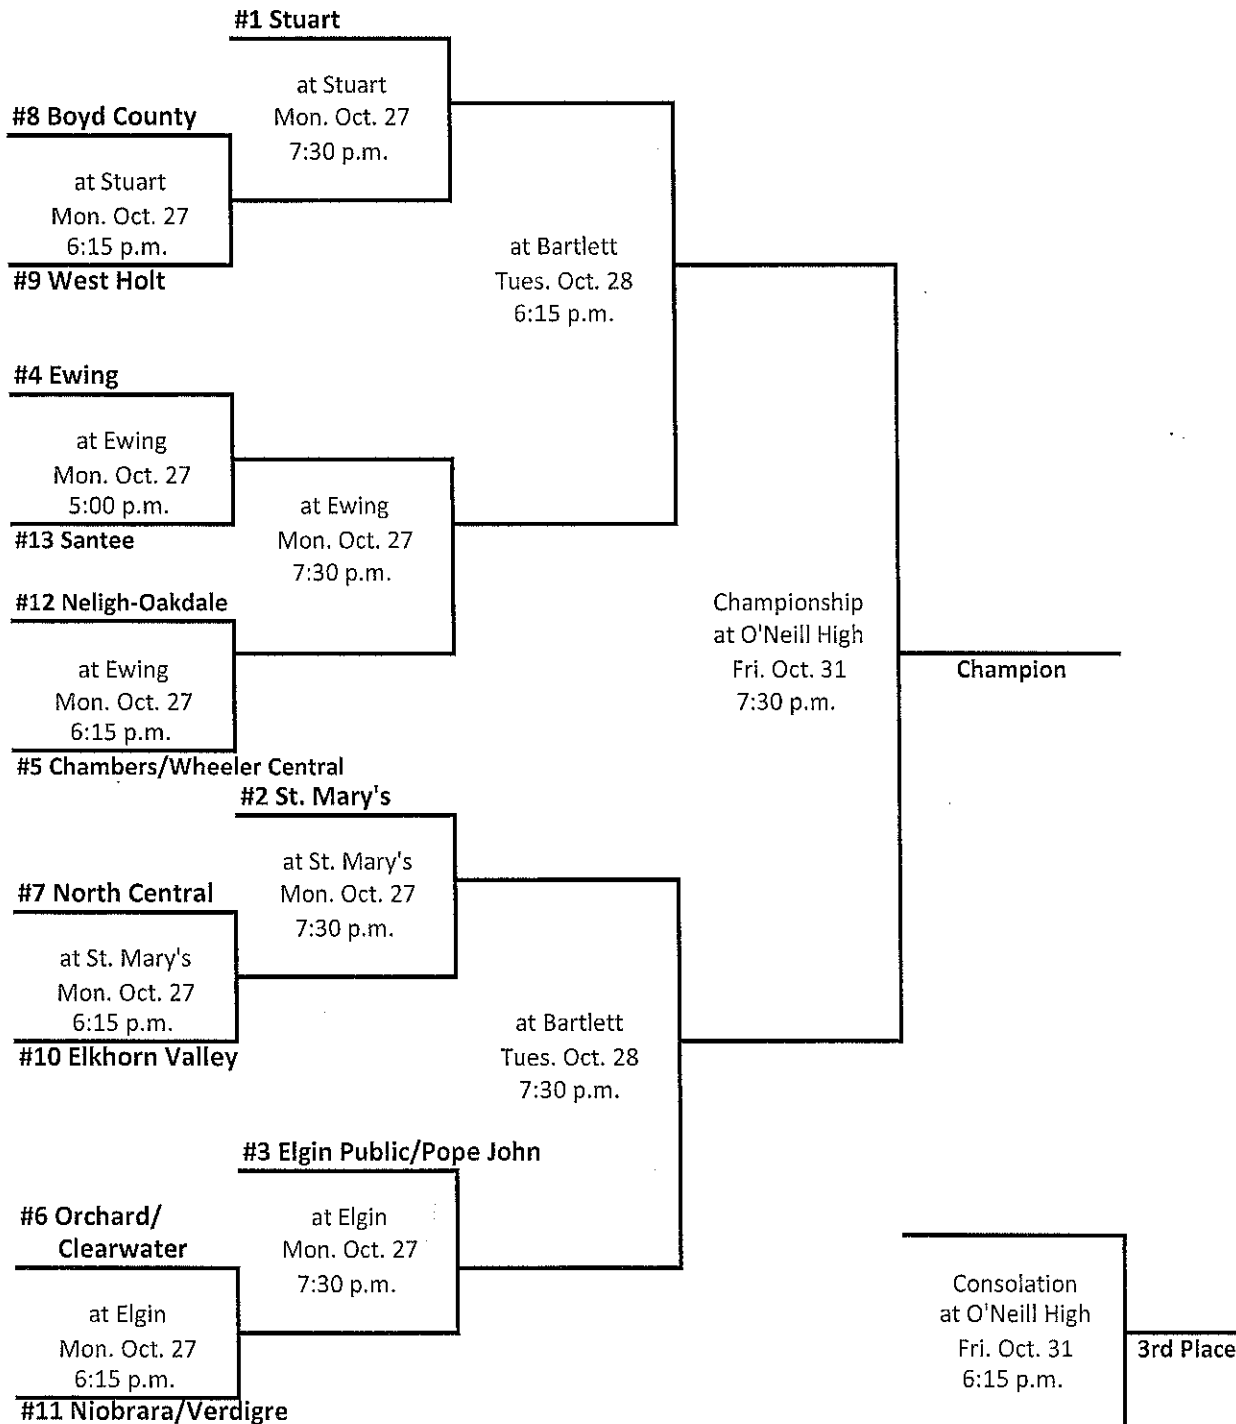 #1 Stuart
at Stuart
Mon. Oct. 27
7:30 p.m.
#8 Boyd County
at Stuart
Mon. Oct. 27
6:15 p.m.
#9 West Holt
at Bartlett
Tues. Oct. 28
6:15 p.m.
#4 Ewing
at Ewing
Mon. Oct. 27
5:00 p.m.
#13 Santee
at Ewing
Mon. Oct. 27
7:30 p.m.
#12 Neligh-Oakdale
at Ewing
Mon. Oct. 27
6:15 p.m.
#5 Chambers/Wheeler Central
Championship
at O'Neill High
Fri. Oct. 31
7:30 p.m.
Champion
#2 St. Mary's
at St. Mary's
Mon. Oct. 27
7:30 p.m.
#7 North Central
at St. Mary's
Mon. Oct. 27
6:15 p.m.
#10 Elkhorn Valley
at Bartlett
Tues. Oct. 28
7:30 p.m.
#3 Elgin Public/Pope John
at Elgin
Mon. Oct. 27
7:30 p.m.
#6 Orchard/
Clearwater
at Elgin
Mon. Oct. 27
6:15 p.m.
#11 Niobrara/Verdigre
Consolation
at O'Neill High
Fri. Oct. 31
6:15 p.m.
3rd Place